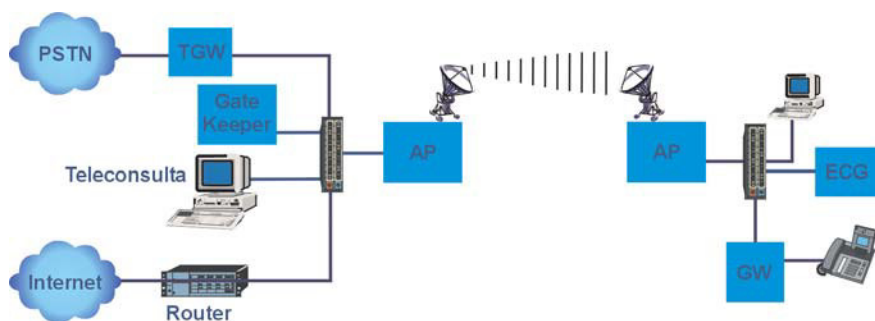 PSTN
TGW
Gate
Keeper
Teleconsulta
AP
Internet
Router
AP
ECG
GW